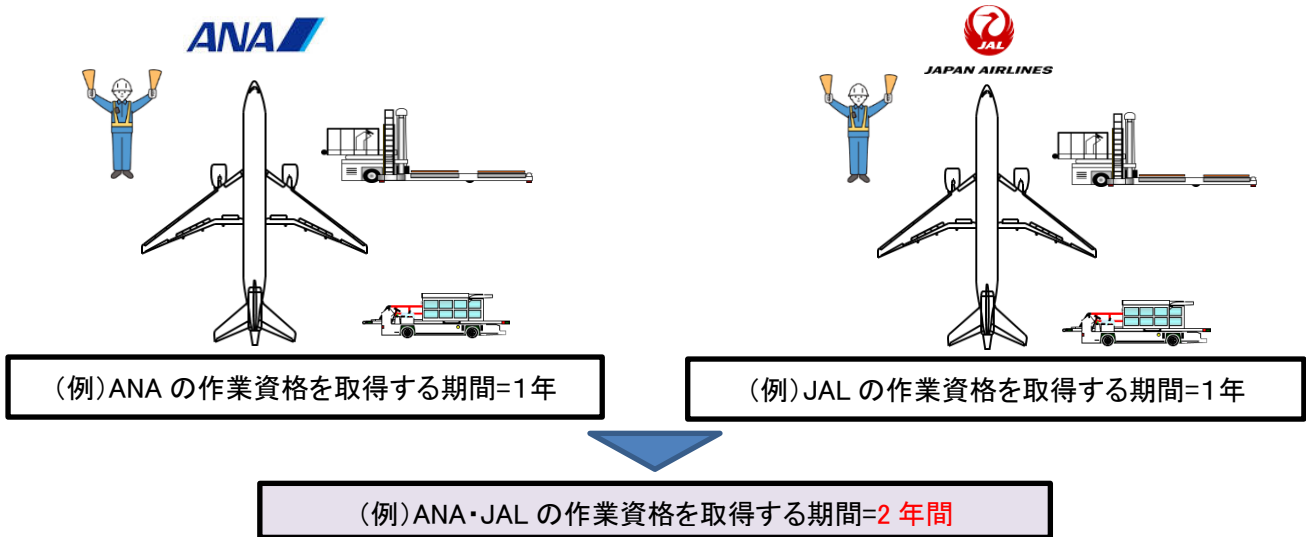 ANA
JAL
JAPAN AIRLINES
(例)ANA の作業資格を取得する期間=1年
(例)JAL の作業資格を取得する期間=1年
(例)ANA・JAL の作業資格を取得する期間=2 年間